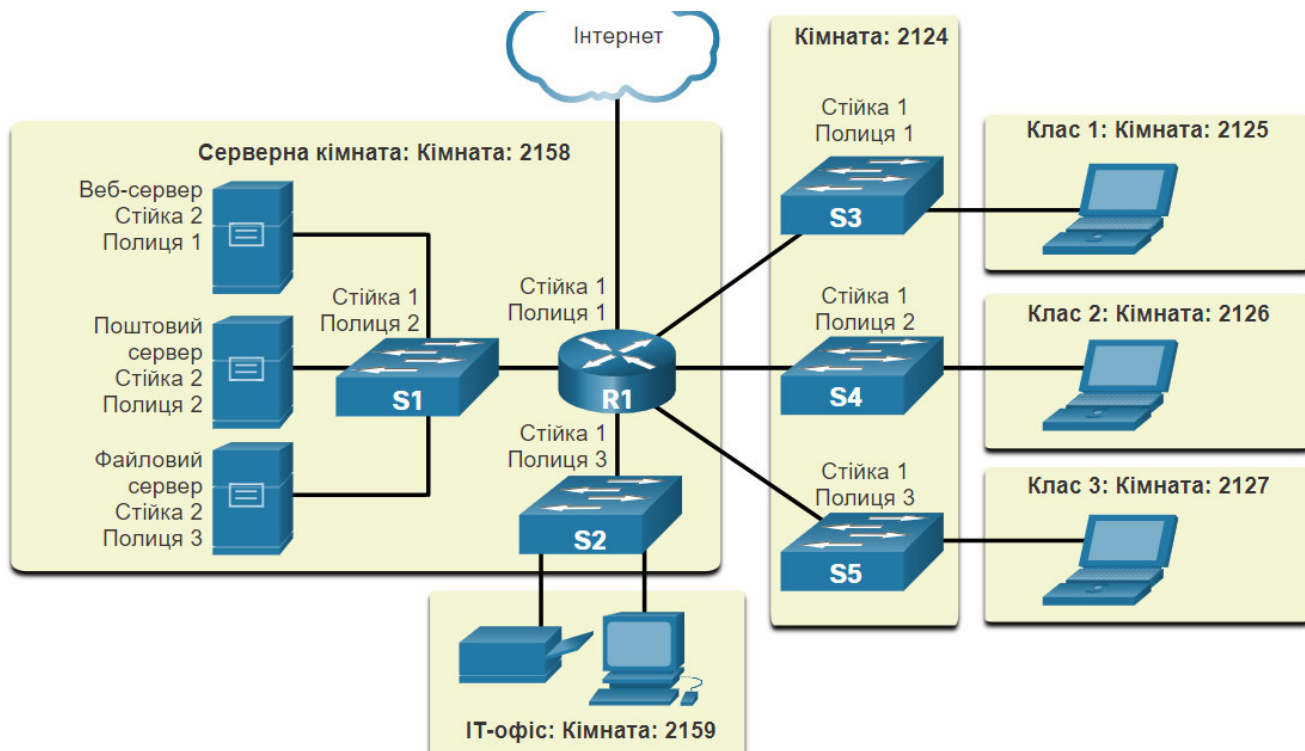 Інтернет
Серверна кімната: Кімната: 2158
Веб-сервер
Стійка 2
Полиця 1
Поштовий
сервер
Стійка 2
Полиця 2
Файловий
сервер
Стійка 2
Полиця 3
Стійка 1
Полиця 2
S1
Стійка 1
Полиця 1
R1
Стійка 1
Полиця 3
S2
ІТ-офіс: Кімната: 2159
Кімната: 2124
Стійка 1
Полиця 1
S3
Стійка 1
Полиця 2
S4
Стійка 1
Полиця 3
S5
Клас 1: Кімната: 2125
Клас 2: Кімната: 2126
Клас 3: Кімната: 2127